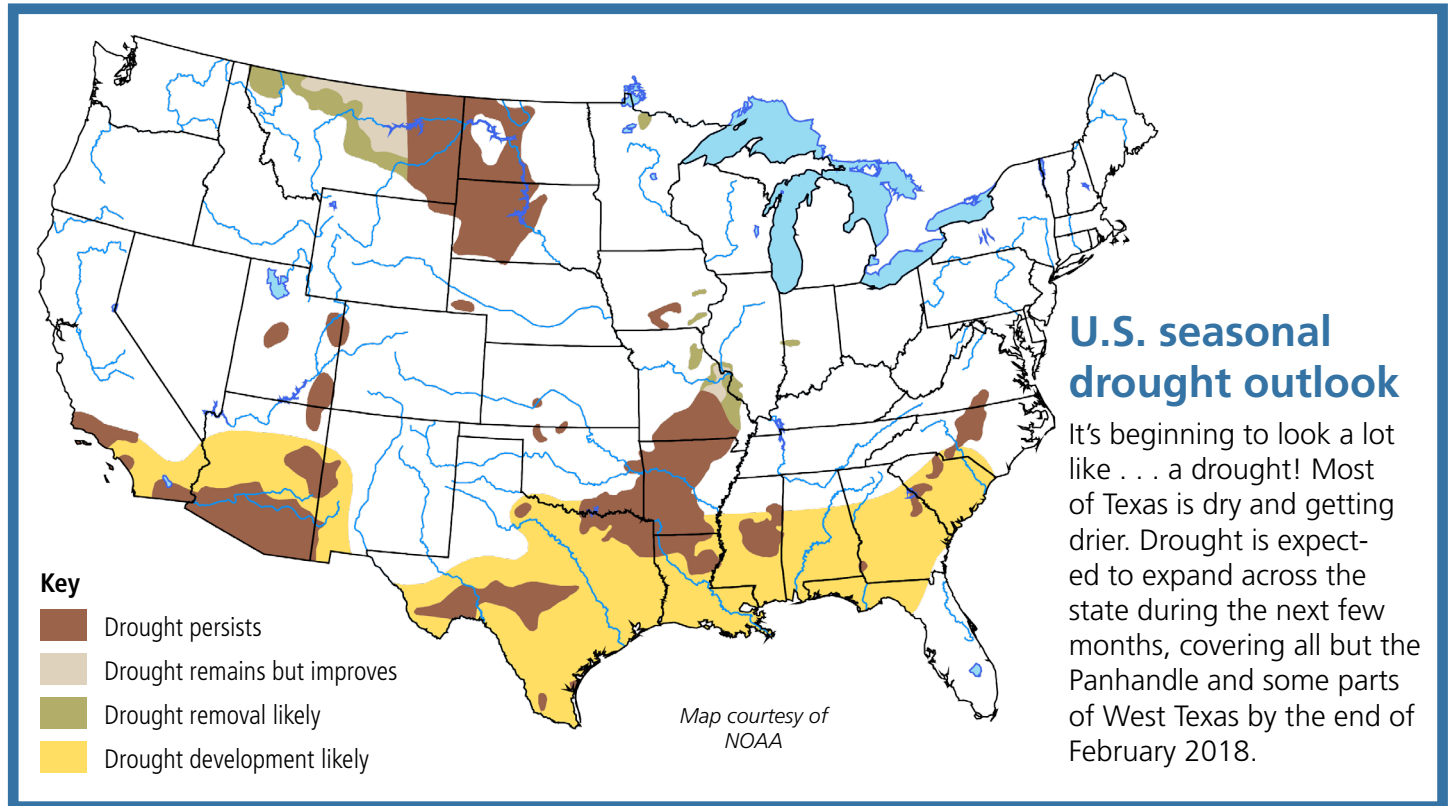 U.S. seasonal
drought outlook
It’s beginning to look a lot
like . . . a drought! Most
of Texas is dry and getting
drier. Drought is expect-
ed to expand across the
state during the next few
months, covering all but the
Panhandle and some parts
of West Texas by the end of
February 2018.
Key
Drought persists
Drought remains but improves
Drought removal likely
Drought development likely
Map courtesy of
NOAA